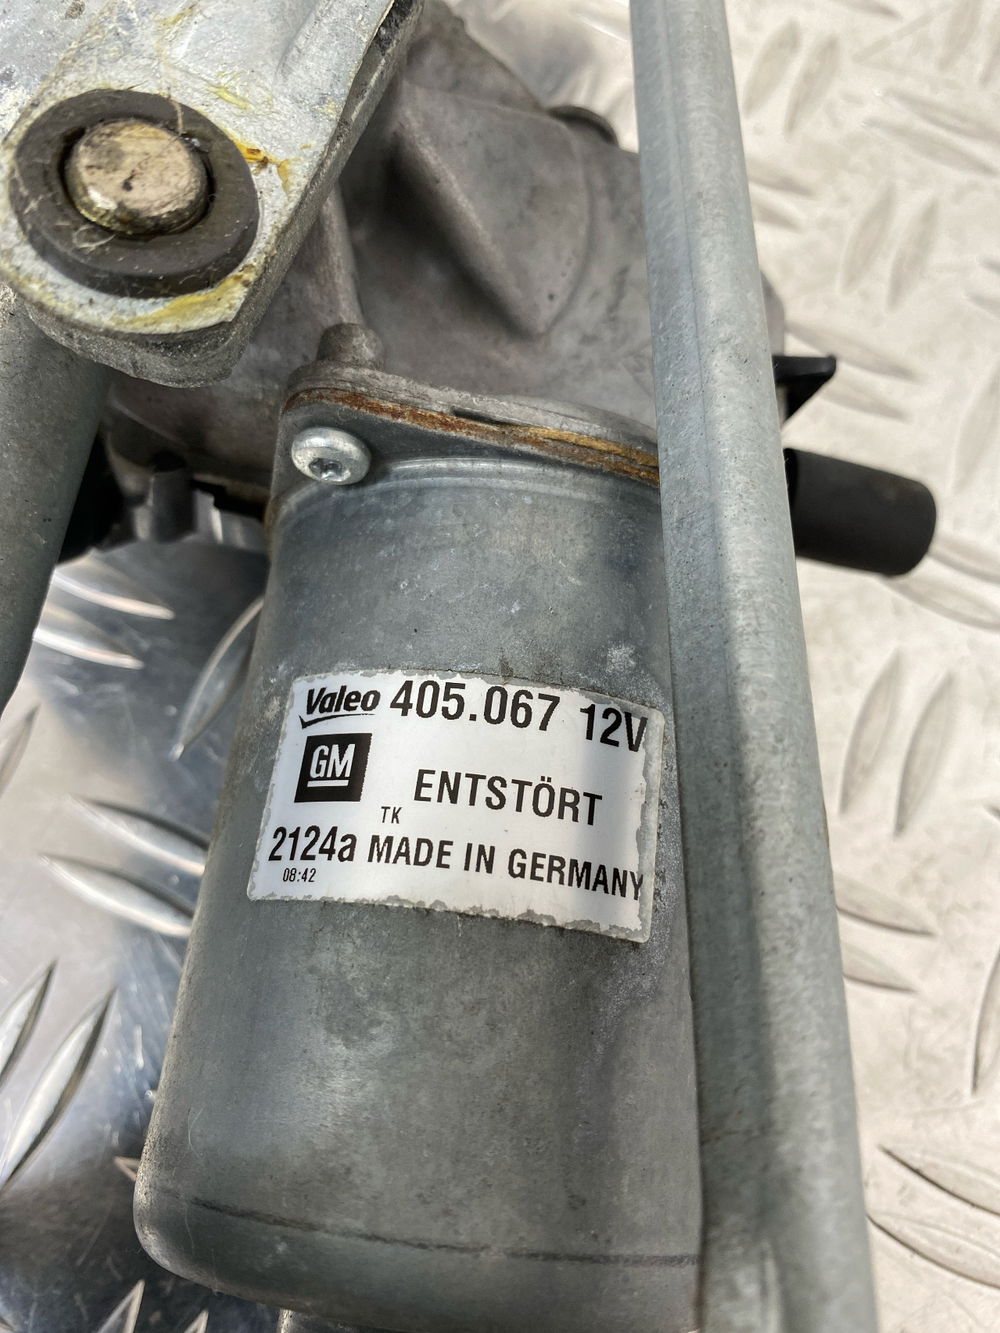 Valeo 405.067 12V
GM ENTSTÖRT
TK
2124a MADE IN GERMANY
08:42